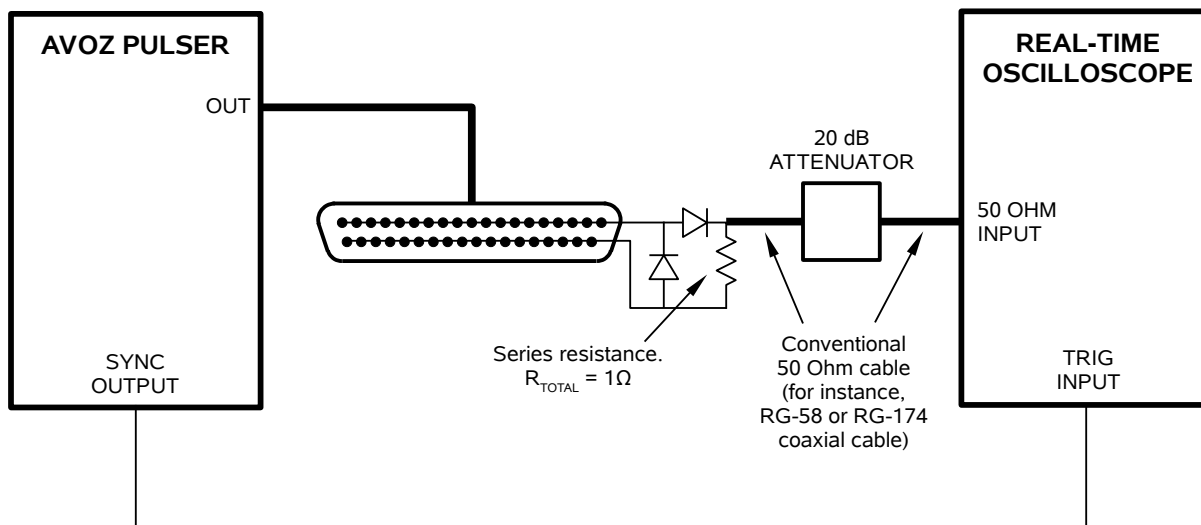 AVOZ PULSER
OUT
SYNC
OUTPUT
Series resistance.
R_TOTAL = 1Ω
20 dB
ATTENUATOR
Conventional
50 Ohm cable
(for instance,
RG-58 or RG-174
coaxial cable)
REAL-TIME
OSCILLOSCOPE
50 OHM
INPUT
TRIG
INPUT